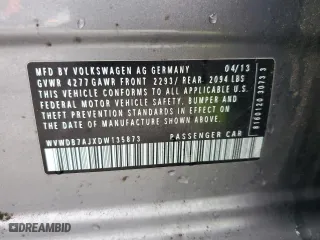 MFD BY VOLKSWAGEN AG GERMANY 04/13
GVWR 4277 GAWR FRONT 2293/ REAR 2094 LBS
THIS VEHICLE CONFORMS TO ALL APPLICABLE
FEDERAL MOTOR VEHICLE SAFETY, BUMPER AND
THEFT PREVENTION STANDARDS IN EFFECT ON THE
DATE OF MANUFACTURE SHOWN ABOVE.
WVWDB7AJXDW135873 PASSENGER CAR
3073 3